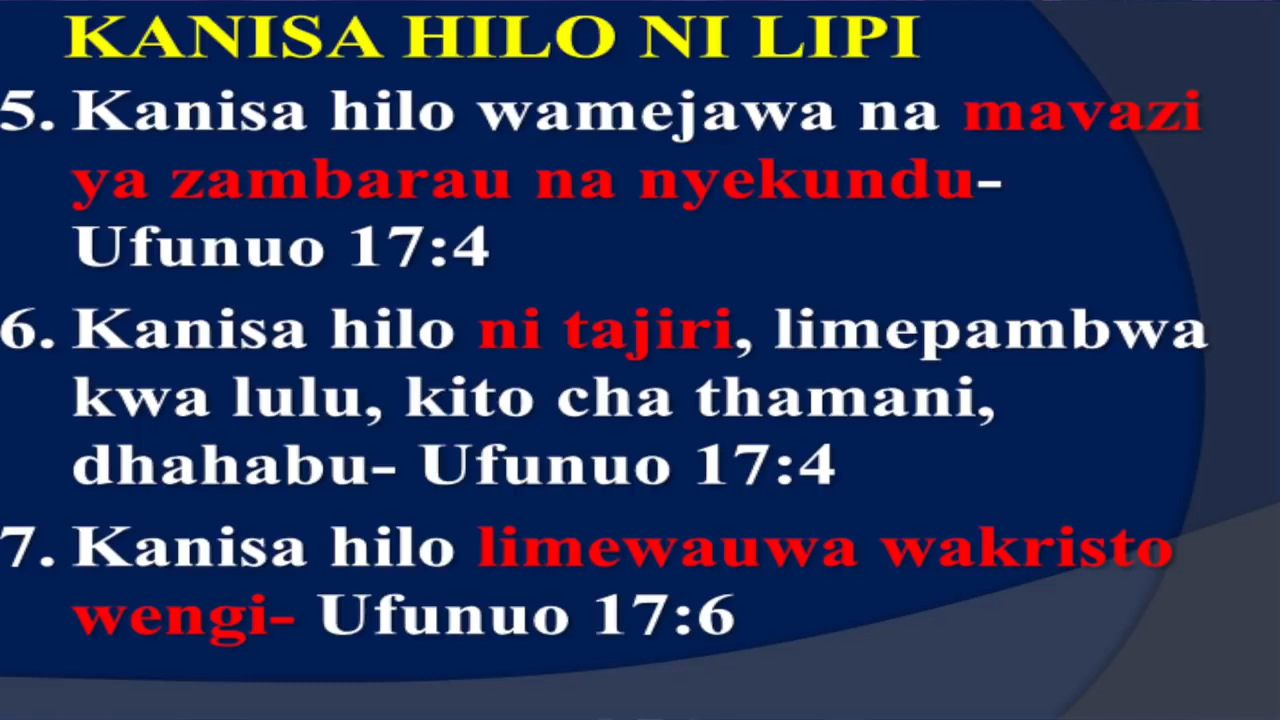 KANISA HILO NI LIPI
5. Kanisa hilo wamejawa na mavazi
ya zambarau na nyekundu-
Ufunuo 17:4
6. Kanisa hilo ni tajiri, limepambwa
kwa lulu, kito cha thamani,
dhahabu- Ufunuo 17:4
7. Kanisa hilo limewauwa wakristo
wengi- Ufunuo 17:6